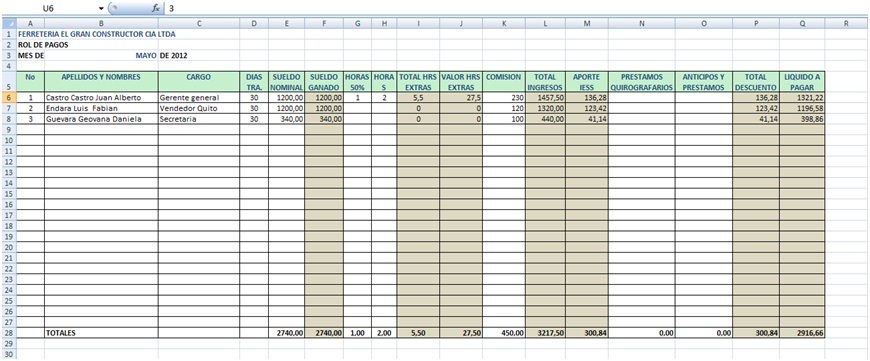 U6 fx 3
A B C D E F G H I J K L M N O P Q R
1 FERRETERIA EL GRAN CONSTRUCTOR CIA LTDA
2 ROL DE PAGOS
3 MES DE MAYO DE 2012
4
No APELLIDOS Y NOMBRES CARGO DIAS SUELDO SUELDO HORAS HORA TOTAL HRS VALOR HRS COMISION TOTAL APORTE PRESTAMOS ANTICIPOS Y TOTAL LIQUIDO A
5 TRA. NOMINAL GANADO 50% S EXTRAS EXTRAS INGRESOS IESS QUIROGRAFARIOS PRESTAMOS DESCUENTO PAGAR
6 1 Castro Castro Juan Alberto Gerente general 30 1200,00 1200,00 1 2 5,5 27,5 230 1457,50 136,28 136,28 1321,22
7 2 Endara Luis Fabian Vendedor Quito 30 1200,00 1200,00 0 0 120 1320,00 123,42 123,42 1196,58
8 3 Guevara Geovana Daniela Secretaria 30 340,00 340,00 0 0 100 440,00 41,14 41,14 398,86
9
10
11
12
13
14
15
16
17
18
19
20
21
22
23
24
25
26
27
28 TOTALES 2740,00 2740,00 1.00 2.00 5,50 27,50 450.00 3217,50 300,84 0.00 0.00 300,84 2916,66
29
30